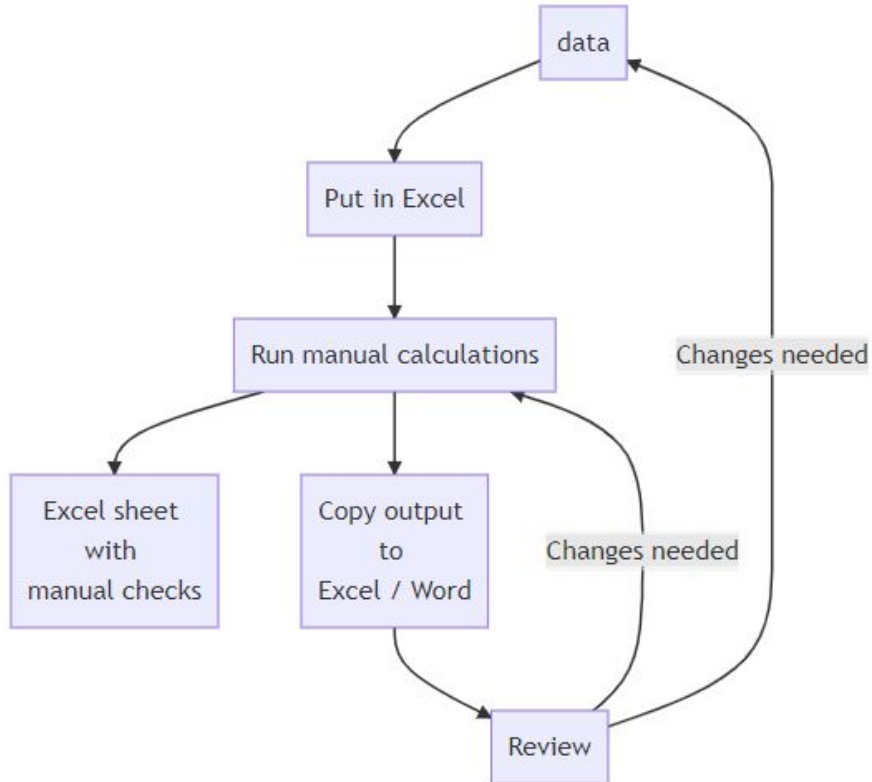 data
Put in Excel
Run manual calculations
Changes needed
Excel sheet
with
manual checks
Copy output
to
Excel / Word
Changes needed
Review